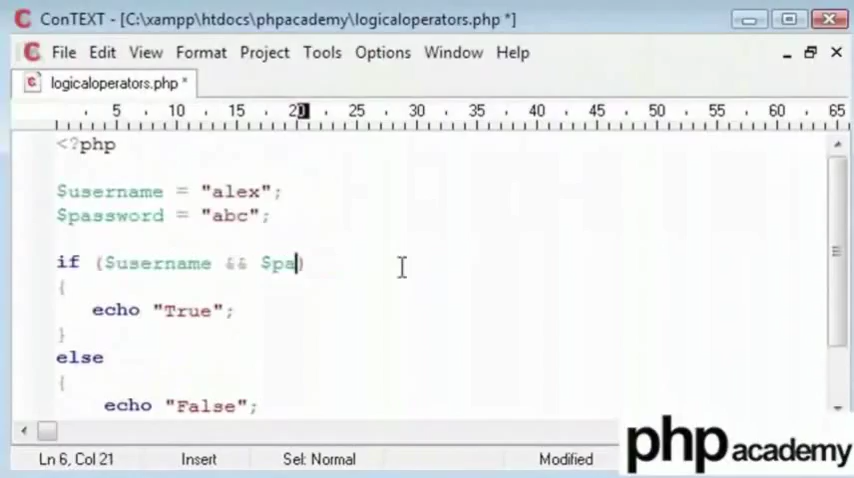 ConTEXT - [C:\xampp\htdocs\phpacademy\logicaloperators.php *]
File Edit View Format Project Tools Options Window Help
logicaloperators.php *
5 10 15 20 25 30 35 40 45 50 55 60 65
<?php
$username = "alex";
$password = "abc";
if ($username && $pa)
{
echo "True";
}
else
{
echo "False";
Ln 6, Col 21 Insert Sel: Normal Modified
php academy